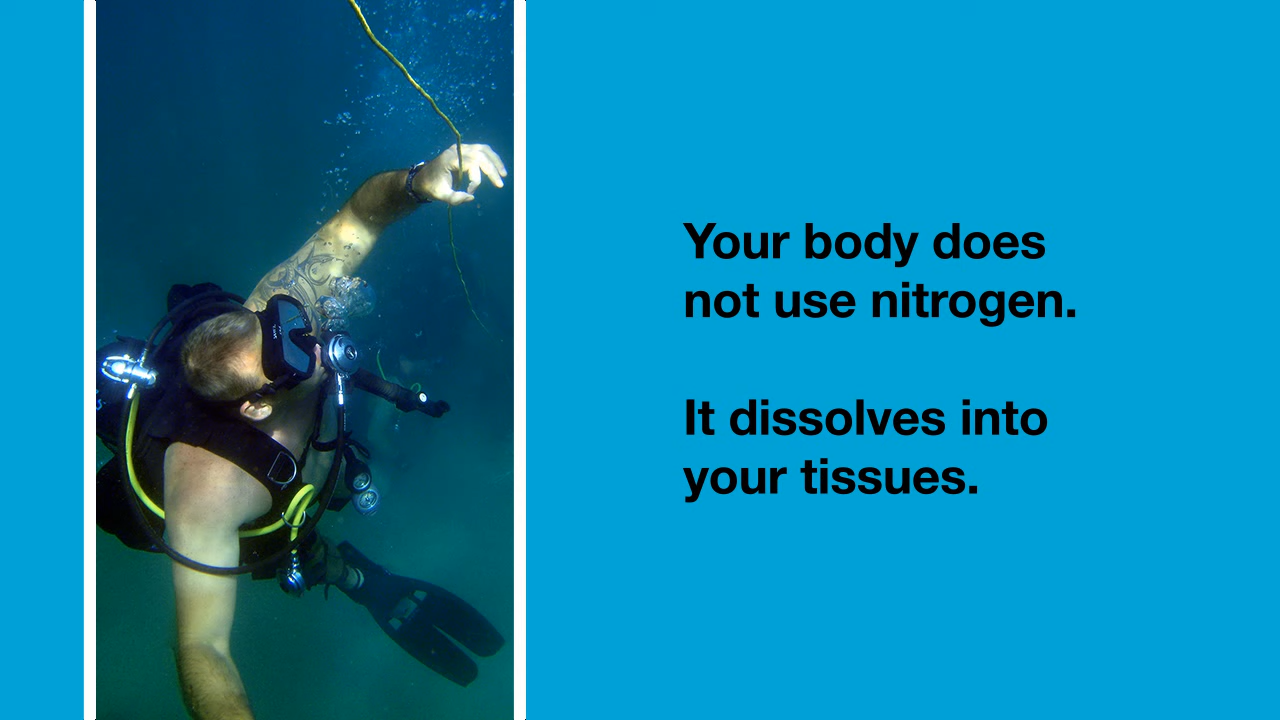 Your body does
not use nitrogen.
It dissolves into
your tissues.